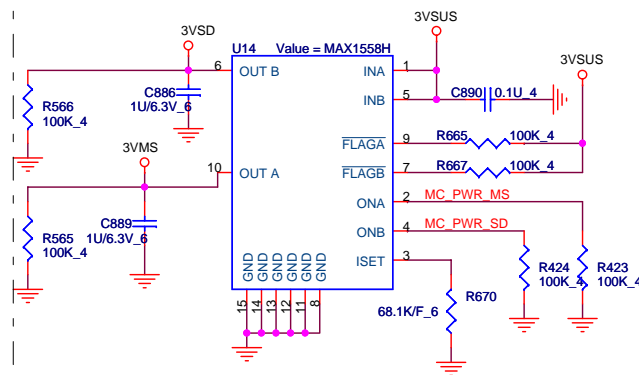 3VSD
U14 Value = MAX1558H
3VSUS
6 OUT B
INA 1
3VSUS
C886
1U/6.3V_6
R566
100K_4
INB 5
C890 0.1U_4
3VMS
FLAGA 9
R665 100K_4
10 OUT A
FLAGB 7
R667 100K_4
ONA 2 MC_PWR_MS
C889
1U/6.3V_6
ONB 4 MC_PWR_SD
R565
100K_4
ISET 3
R424
100K_4
R423
100K_4
GND GND GND GND GND GND
15 14 13 12 11 8
R670
68.1K/F_6